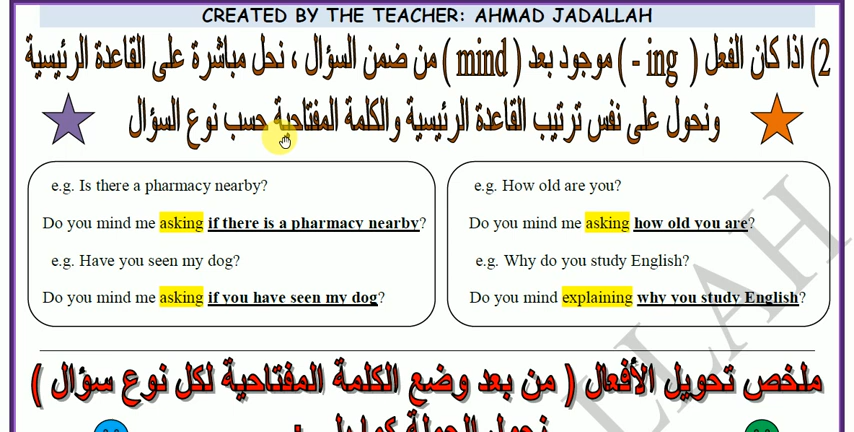 CREATED BY THE TEACHER: AHMAD JADALLAH
2) اذا كان الفعل ( ing - ) موجود بعد ( mind ) من ضمن السؤال ، نحل مباشرة على القاعدة الرئيسية
ونحول على نفس ترتيب القاعدة الرئيسية والكلمة المفتاحية حسب نوع السؤال
e.g. Is there a pharmacy nearby?
Do you mind me asking if there is a pharmacy nearby?
e.g. Have you seen my dog?
Do you mind me asking if you have seen my dog?
e.g. How old are you?
Do you mind me asking how old you are?
e.g. Why do you study English?
Do you mind explaining why you study English?
ملخص تحويل الأفعال ( من بعد وضع الكلمة المفتاحية لكل نوع سؤال )
LLAH